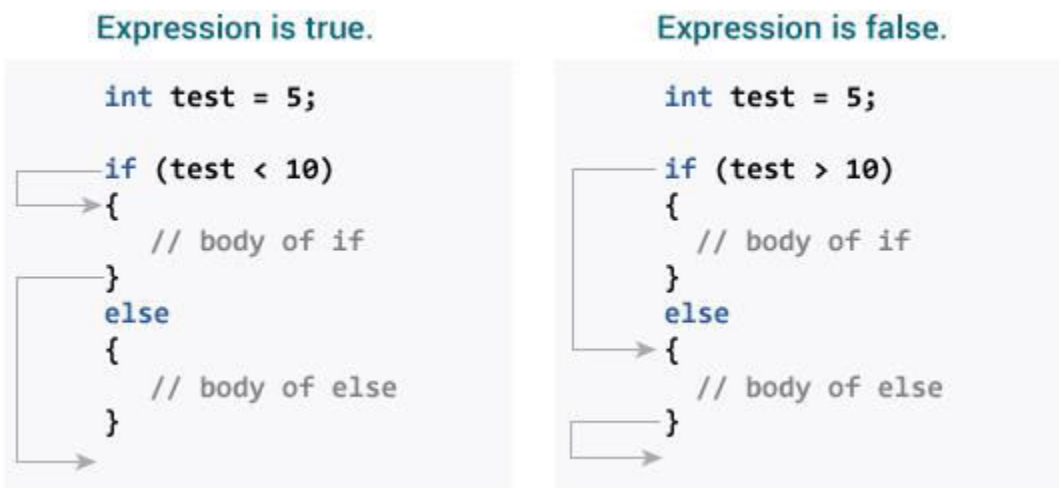 Expression is true.
int test = 5;
if (test < 10)
{
// body of if
}
else
{
// body of else
}
Expression is false.
int test = 5;
if (test > 10)
{
// body of if
}
else
{
// body of else
}